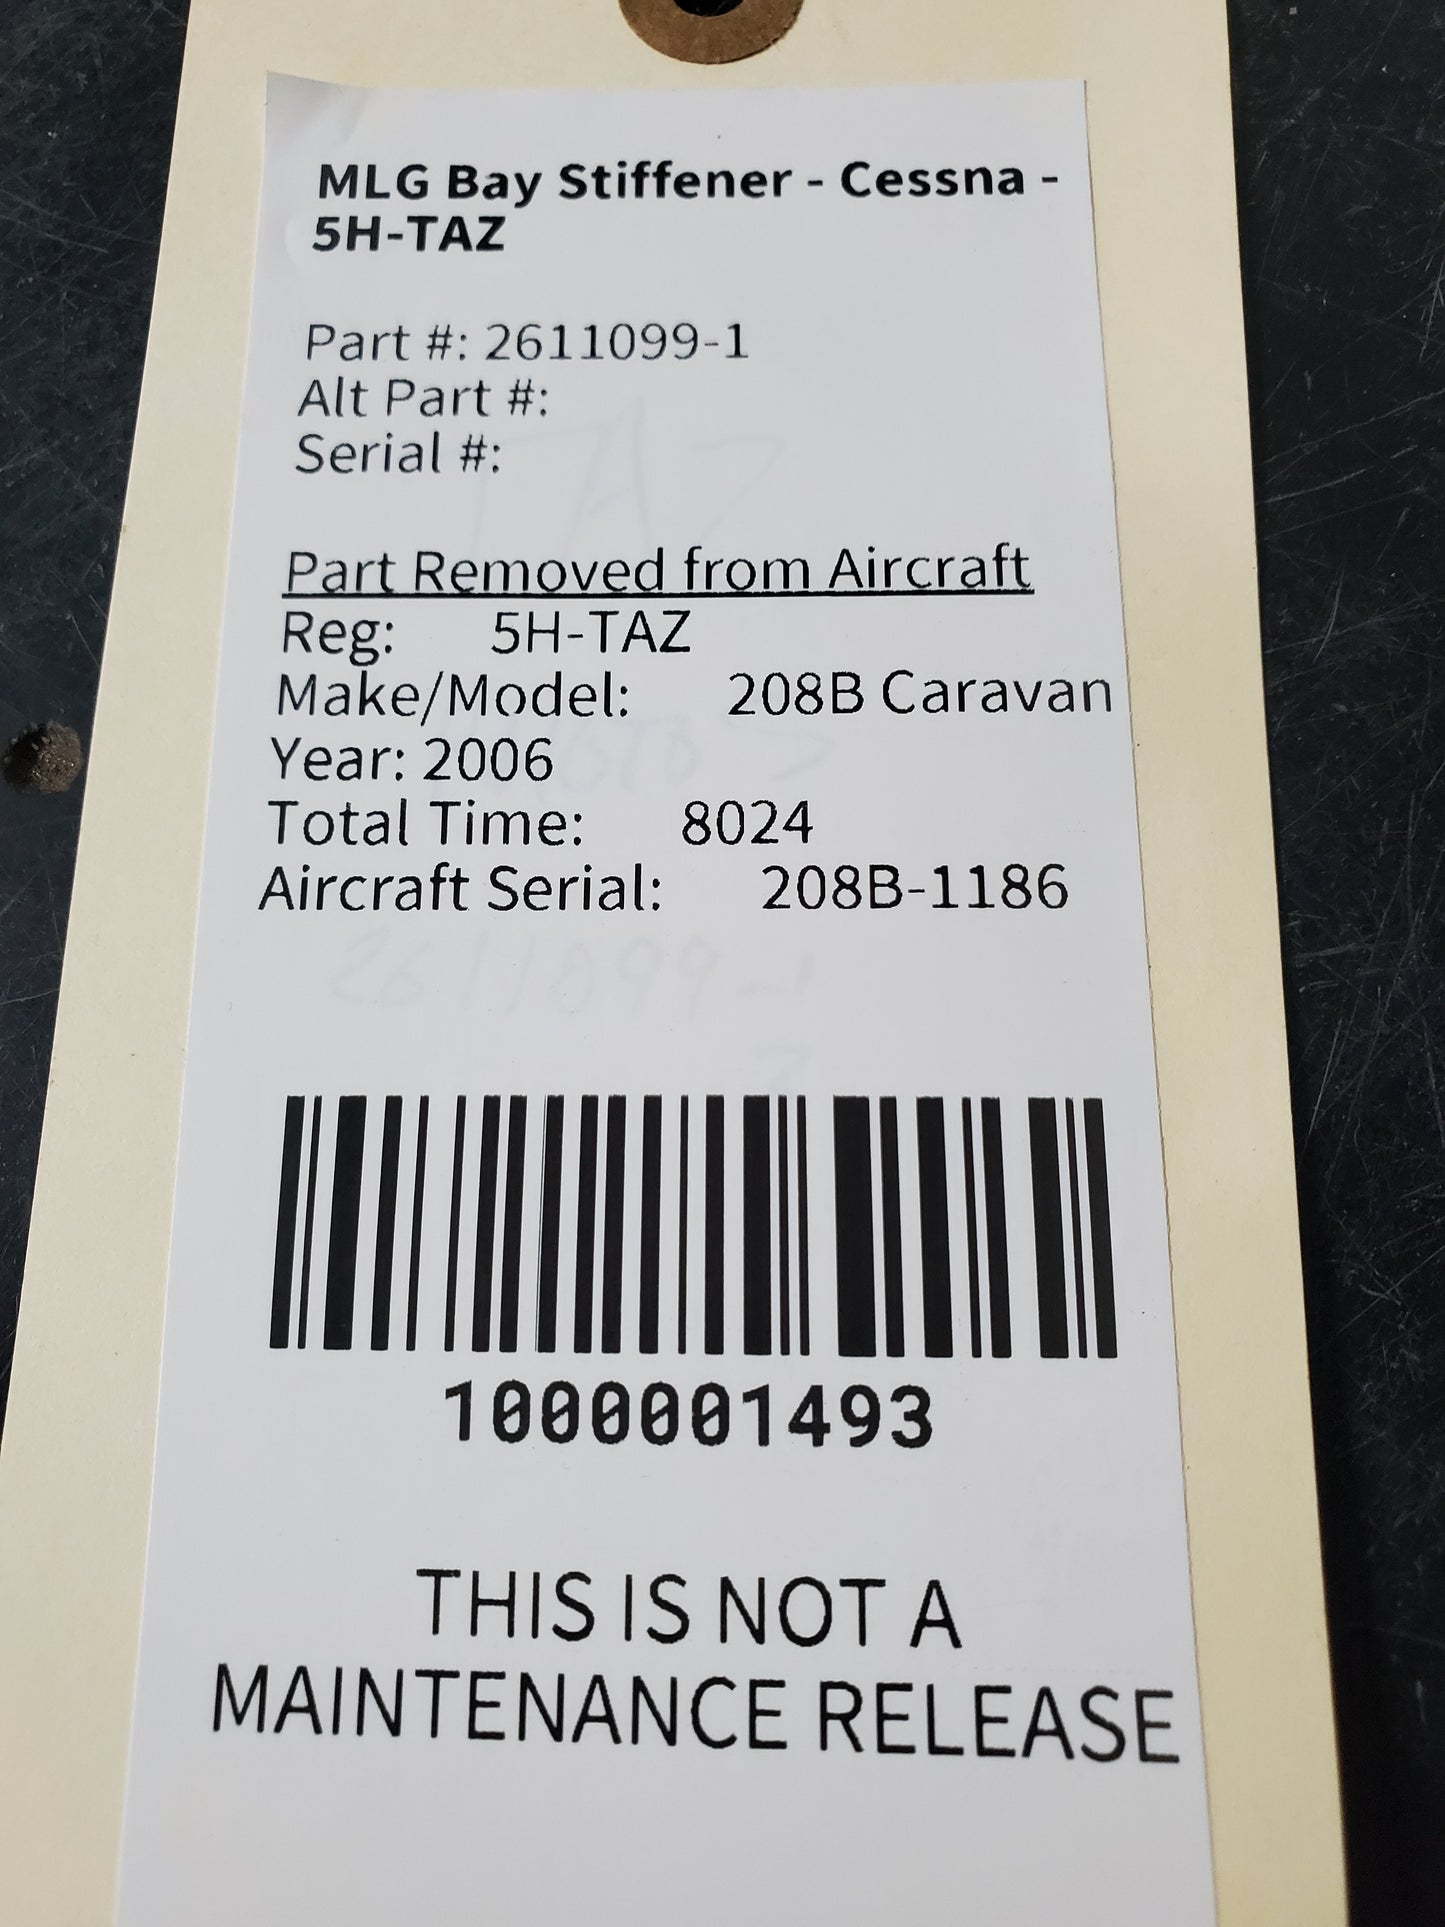 MLG Bay Stiffener - Cessna -
5H-TAZ
Part #: 2611099-1
Alt Part #:
Serial #:
Part Removed from Aircraft
Reg: 5H-TAZ
Make/Model: 208B Caravan
Year: 2006
Total Time: 8024
Aircraft Serial: 208B-1186
2611099-1
1000001493
THIS IS NOT A
MAINTENANCE RELEASE